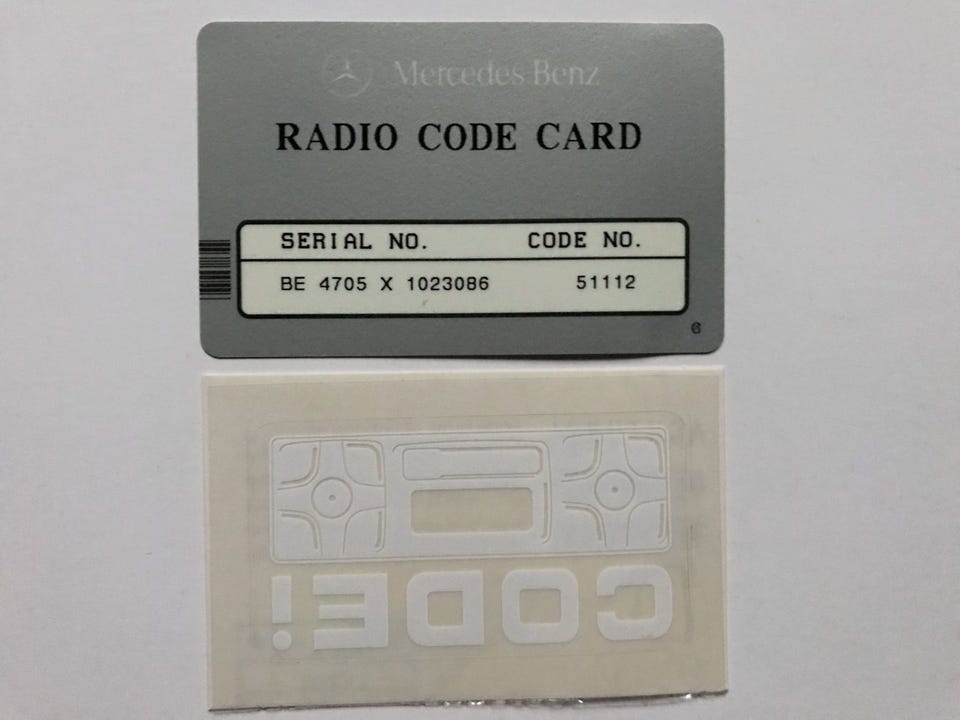 Mercedes-Benz
RADIO CODE CARD
SERIAL NO. CODE NO.
BE 4705 X 1023086 51112
6
CODE!